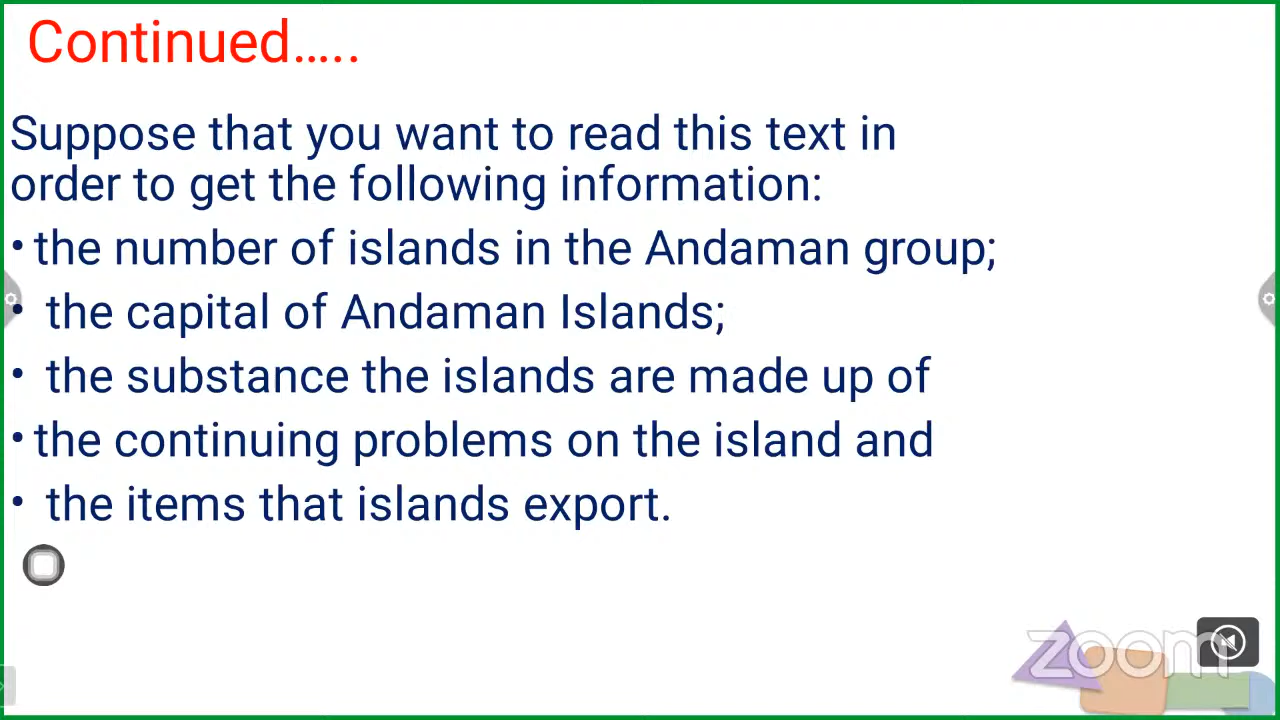 Continued.....
Suppose that you want to read this text in
order to get the following information:
• the number of islands in the Andaman group;
• the capital of Andaman Islands;
• the substance the islands are made up of
• the continuing problems on the island and
• the items that islands export.
zoom